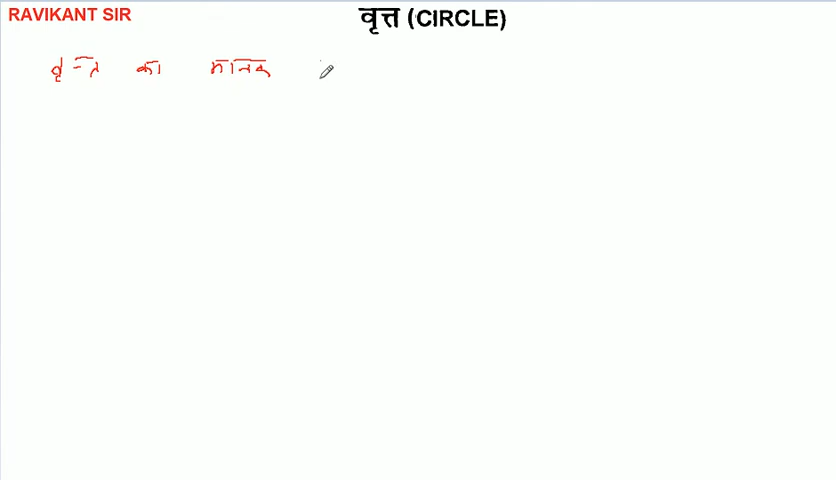 RAVIKANT SIR
वृत्त (CIRCLE)
वृत्त का मानक